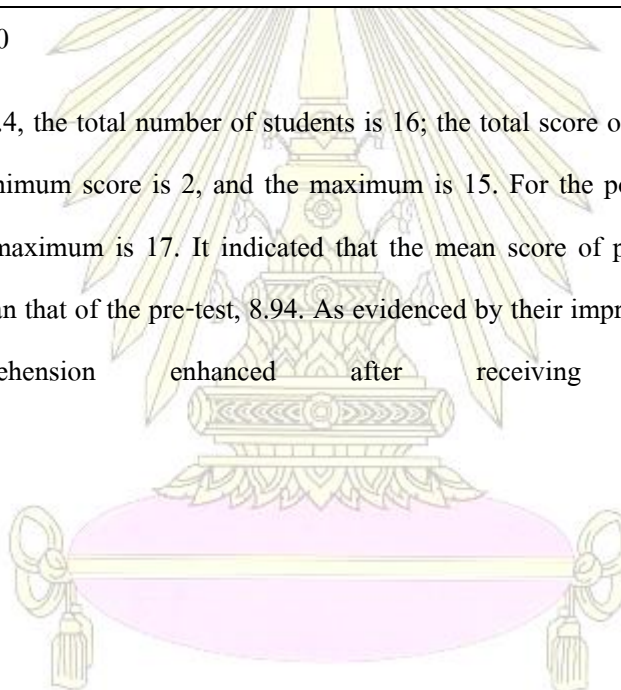 0
.4, the total number of students is 16; the total score o
nimum score is 2, and the maximum is 15. For the po
maximum is 17. It indicated that the mean score of p
an that of the pre-test, 8.94. As evidenced by their impr
ehension enhanced after receiving